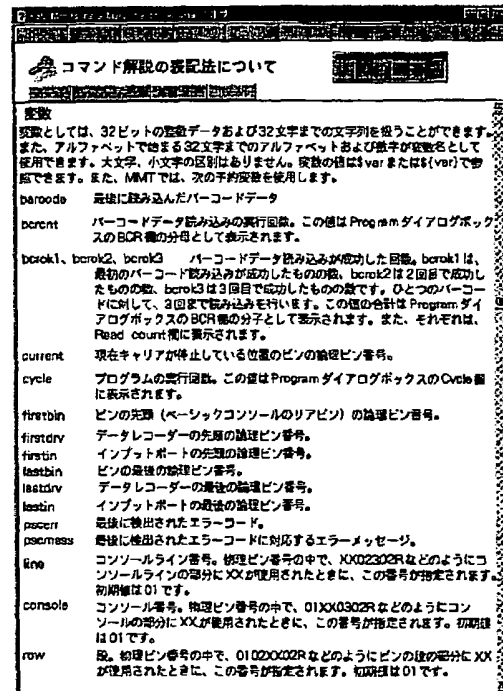 コマンド解説の表記法について
変数
変数としては、32ビットの整数データおよび32文字までの文字列を扱うことができます。
また、アルファベットで始まる32文字までのアルファベットおよび数字が変数名として
使用できます。大文字、小文字の区別はありません。変数の値は$varまたは${var}で参
照できます。また、MMTでは、次の予約変数を使用します。
barcode 最後に読み込んだバーコードデータ
bcrcnt バーコードデータ読み込みの実行回数。この値はProgramダイアログボック
スのBCR欄の分母として表示されます。
bcrok1、bcrok2、bcrok3 バーコードデータ読み込みが成功した回数。bcrok1は、
最初のバーコード読み込みが成功したものの数、bcrok2は2回目で成功し
たものの数、bcrok3は3回目で成功したものの数です。ひとつのバーコー
ドに対して、3回まで読み込みを行います。この値の合計はProgramダイ
アログボックスのBCR欄の分子として表示されます。また、それぞれは、
Read count欄に表示されます。
current 現在キャリアが停止している位置のビンの論理ビン番号。
cycle プログラムの実行回数。この値はProgramダイアログボックスのCycle欄
に表示されます。
firstbin ビンの先頭（ベーシックコンソールのリアビン）の論理ビン番号。
firstdrv データレコーダーの先頭の論理ビン番号。
firstin インプットポートの先頭の論理ビン番号。
lastbin ビンの最後の論理ビン番号。
lastdrv データレコーダーの最後の論理ビン番号。
lastin インプットポートの最後の論理ビン番号。
pscerr 最後に検出されたエラーコード。
pscmess 最後に検出されたエラーコードに対応するエラーメッセージ。
line コンソールライン番号。物理ビン番号の中で、XX02302Rなどのようにコ
ンソールラインの部分にXXが使用されたときに、この番号が指定されます。
初期値は01です。
console コンソール番号。物理ビン番号の中で、01XX0302Rなどのようにコン
ソールの部分にXXが使用されたときに、この番号が指定されます。初期値
は01です。
row 段。物理ビン番号の中で、0102XX02Rなどのようにビンの段の部分にXX
が使用されたときに、この番号が指定されます。初期値は01です。